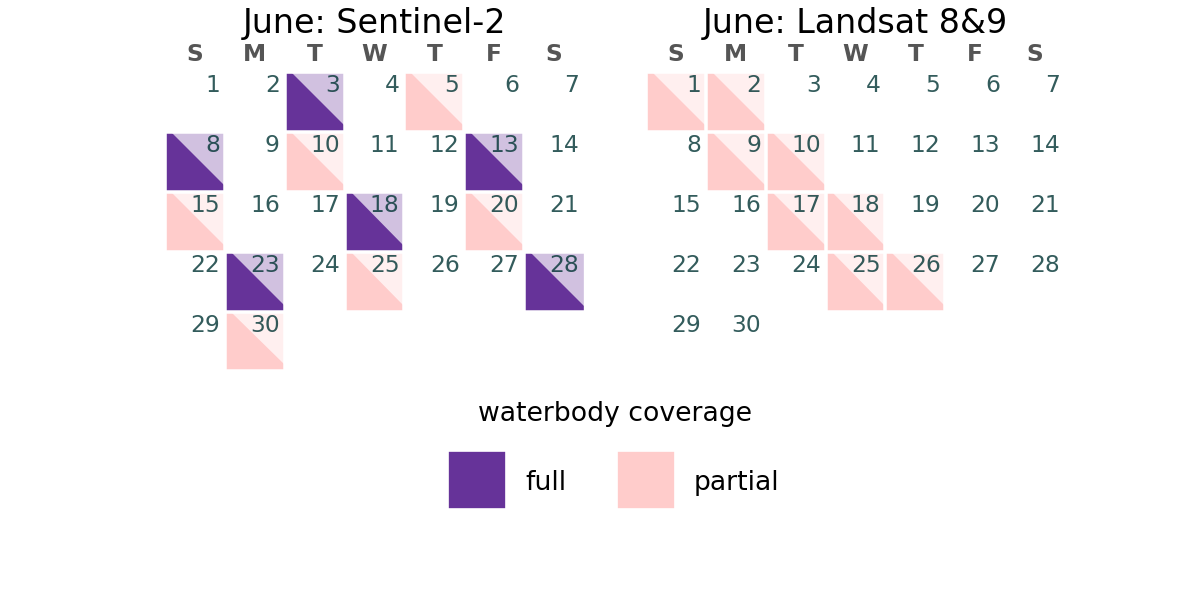 June: Sentinel-2
S M T W T F S
1 2 3 4 5 6 7
8 9 10 11 12 13 14
15 16 17 18 19 20 21
22 23 24 25 26 27 28
29 30
June: Landsat 8&9
S M T W T F S
1 2 3 4 5 6 7
8 9 10 11 12 13 14
15 16 17 18 19 20 21
22 23 24 25 26 27 28
29 30
waterbody coverage
full partial